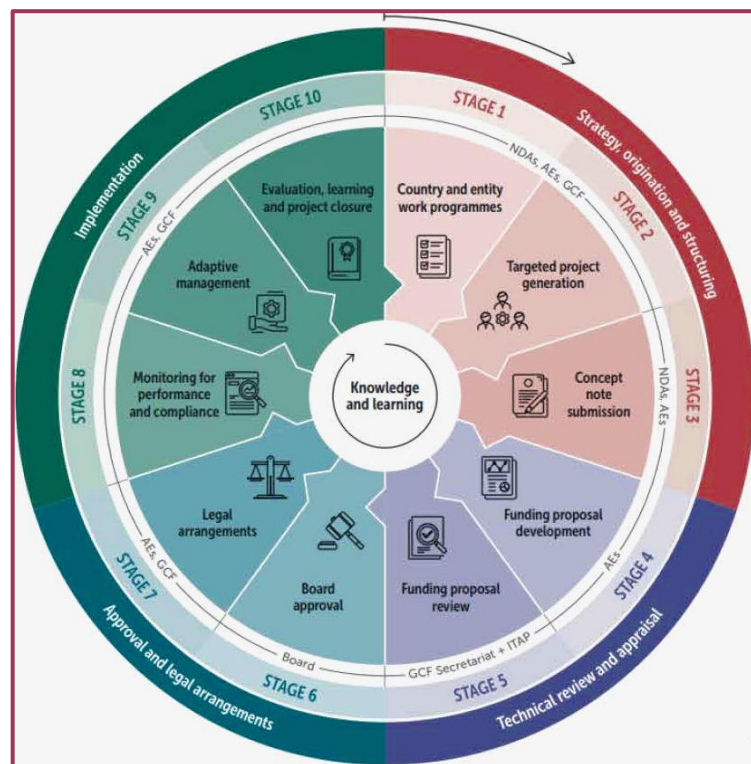 STAGE 1
STAGE 2
STAGE 3
STAGE 4
STAGE 5
STAGE 6
STAGE 7
STAGE 8
STAGE 9
STAGE 10
Strategy, origination and structuring
Technical review and appraisal
Approval and legal arrangements
Implementation
NDAs, AEs, GCF
NDAs, AEs
AEs
GCF Secretariat + ITAP
Board
AEs, GCF
AEs, GCF
Country and entity
work programmes
Targeted project
generation
Concept
note
submission
Funding proposal
development
Funding proposal
review
Board
approval
Legal
arrangements
Monitoring for
performance
and compliance
Adaptive
management
Evaluation, learning
and project closure
Knowledge
and learning